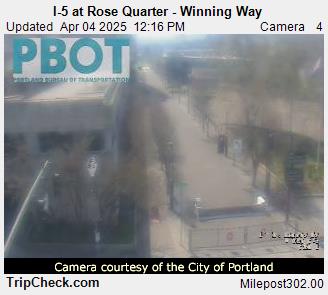 I-5 at Rose Quarter - Winning Way
Updated Apr 04 2025 12:16 PM Camera 4
PBOT
PORTLAND BUREAU OF TRANSPORTATION
Camera courtesy of the City of Portland
TripCheck.com Milepost302.00